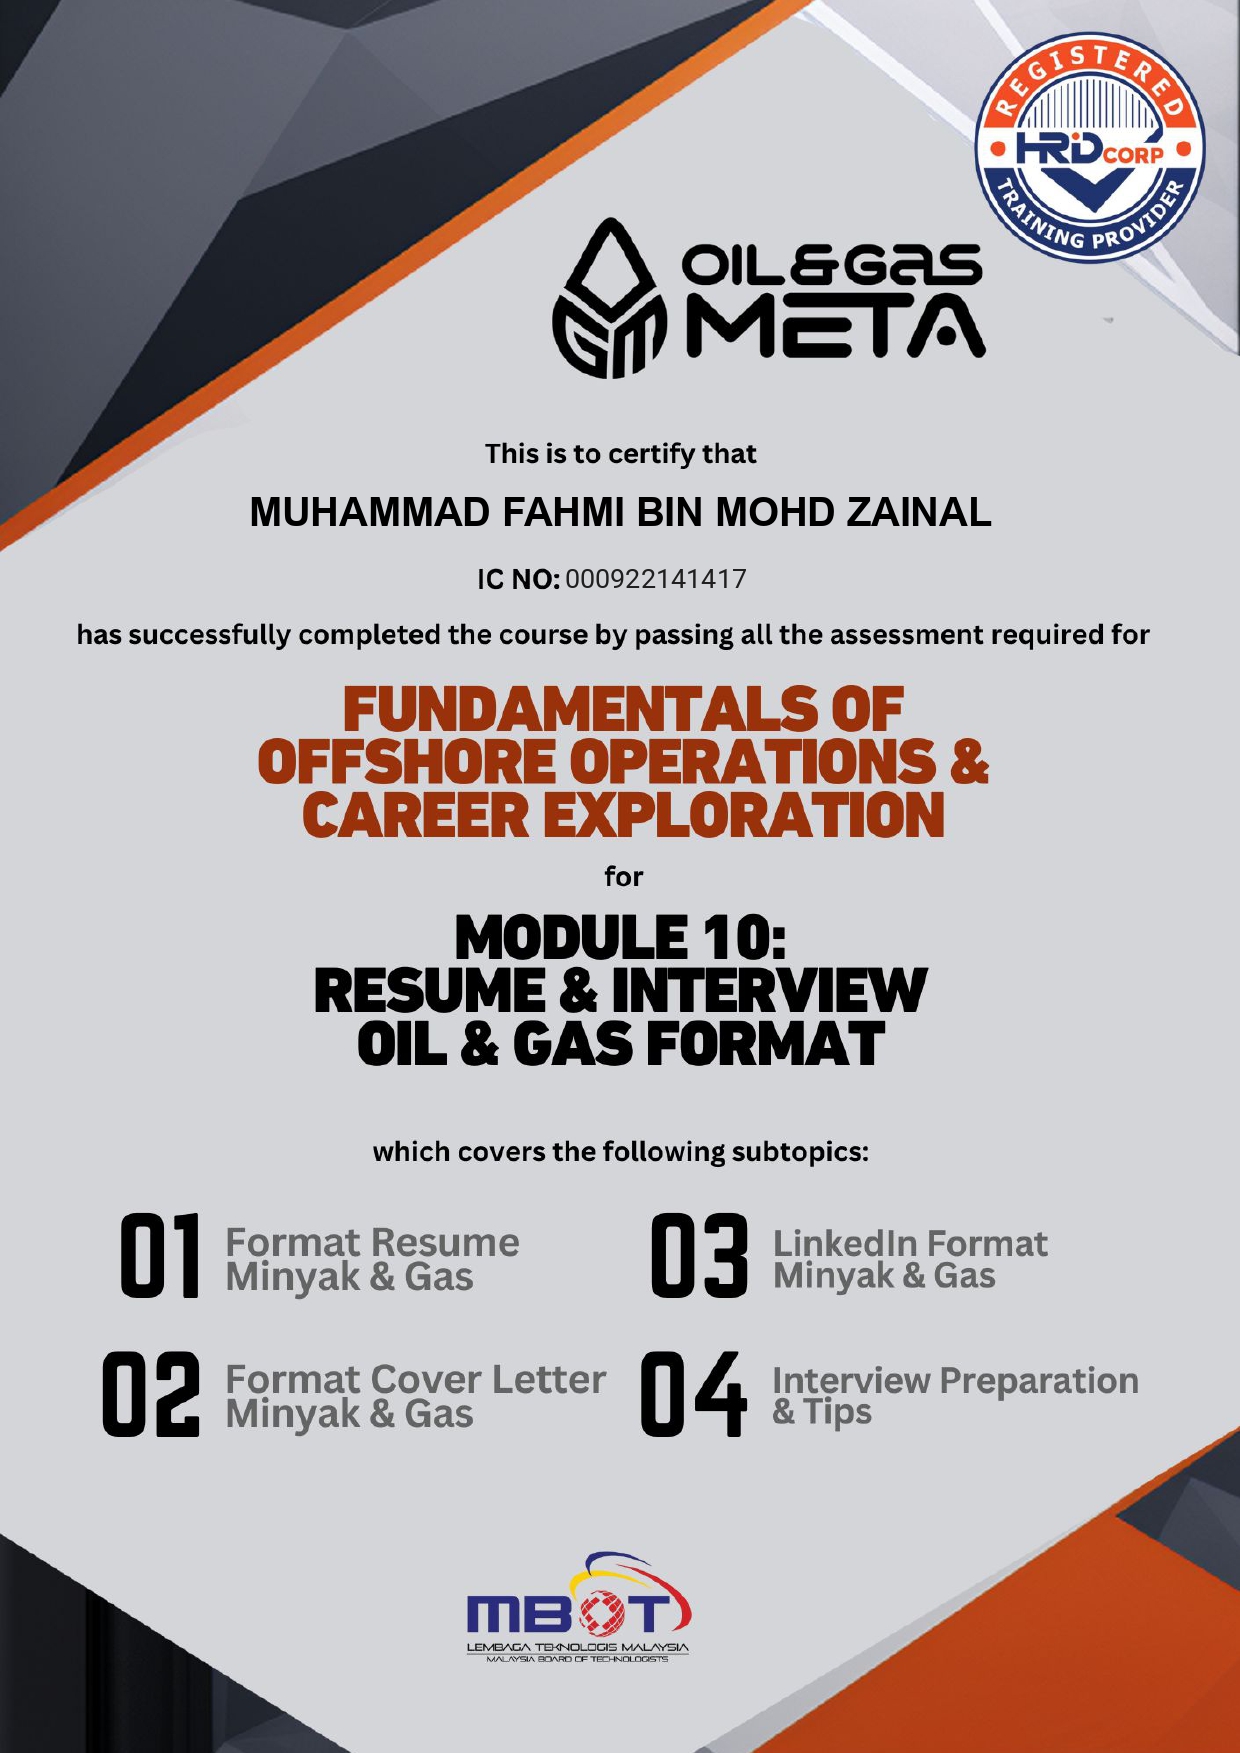 REGISTERED
HRD CORP
TRAINING PROVIDER
OIL&GAS
META
This is to certify that
MUHAMMAD FAHMI BIN MOHD ZAINAL
IC NO: 000922141417
has successfully completed the course by passing all the assessment required for
FUNDAMENTALS OF
OFFSHORE OPERATIONS &
CAREER EXPLORATION
for
MODULE 10:
RESUME & INTERVIEW
OIL & GAS FORMAT
which covers the following subtopics:
01 Format Resume
Minyak & Gas
02 Format Cover Letter
Minyak & Gas
03 LinkedIn Format
Minyak & Gas
04 Interview Preparation
& Tips
MBOT
LEMBAGA TEKNOLOGIS MALAYSIA
MALAYSIA BOARD OF TECHNOLOGISTS